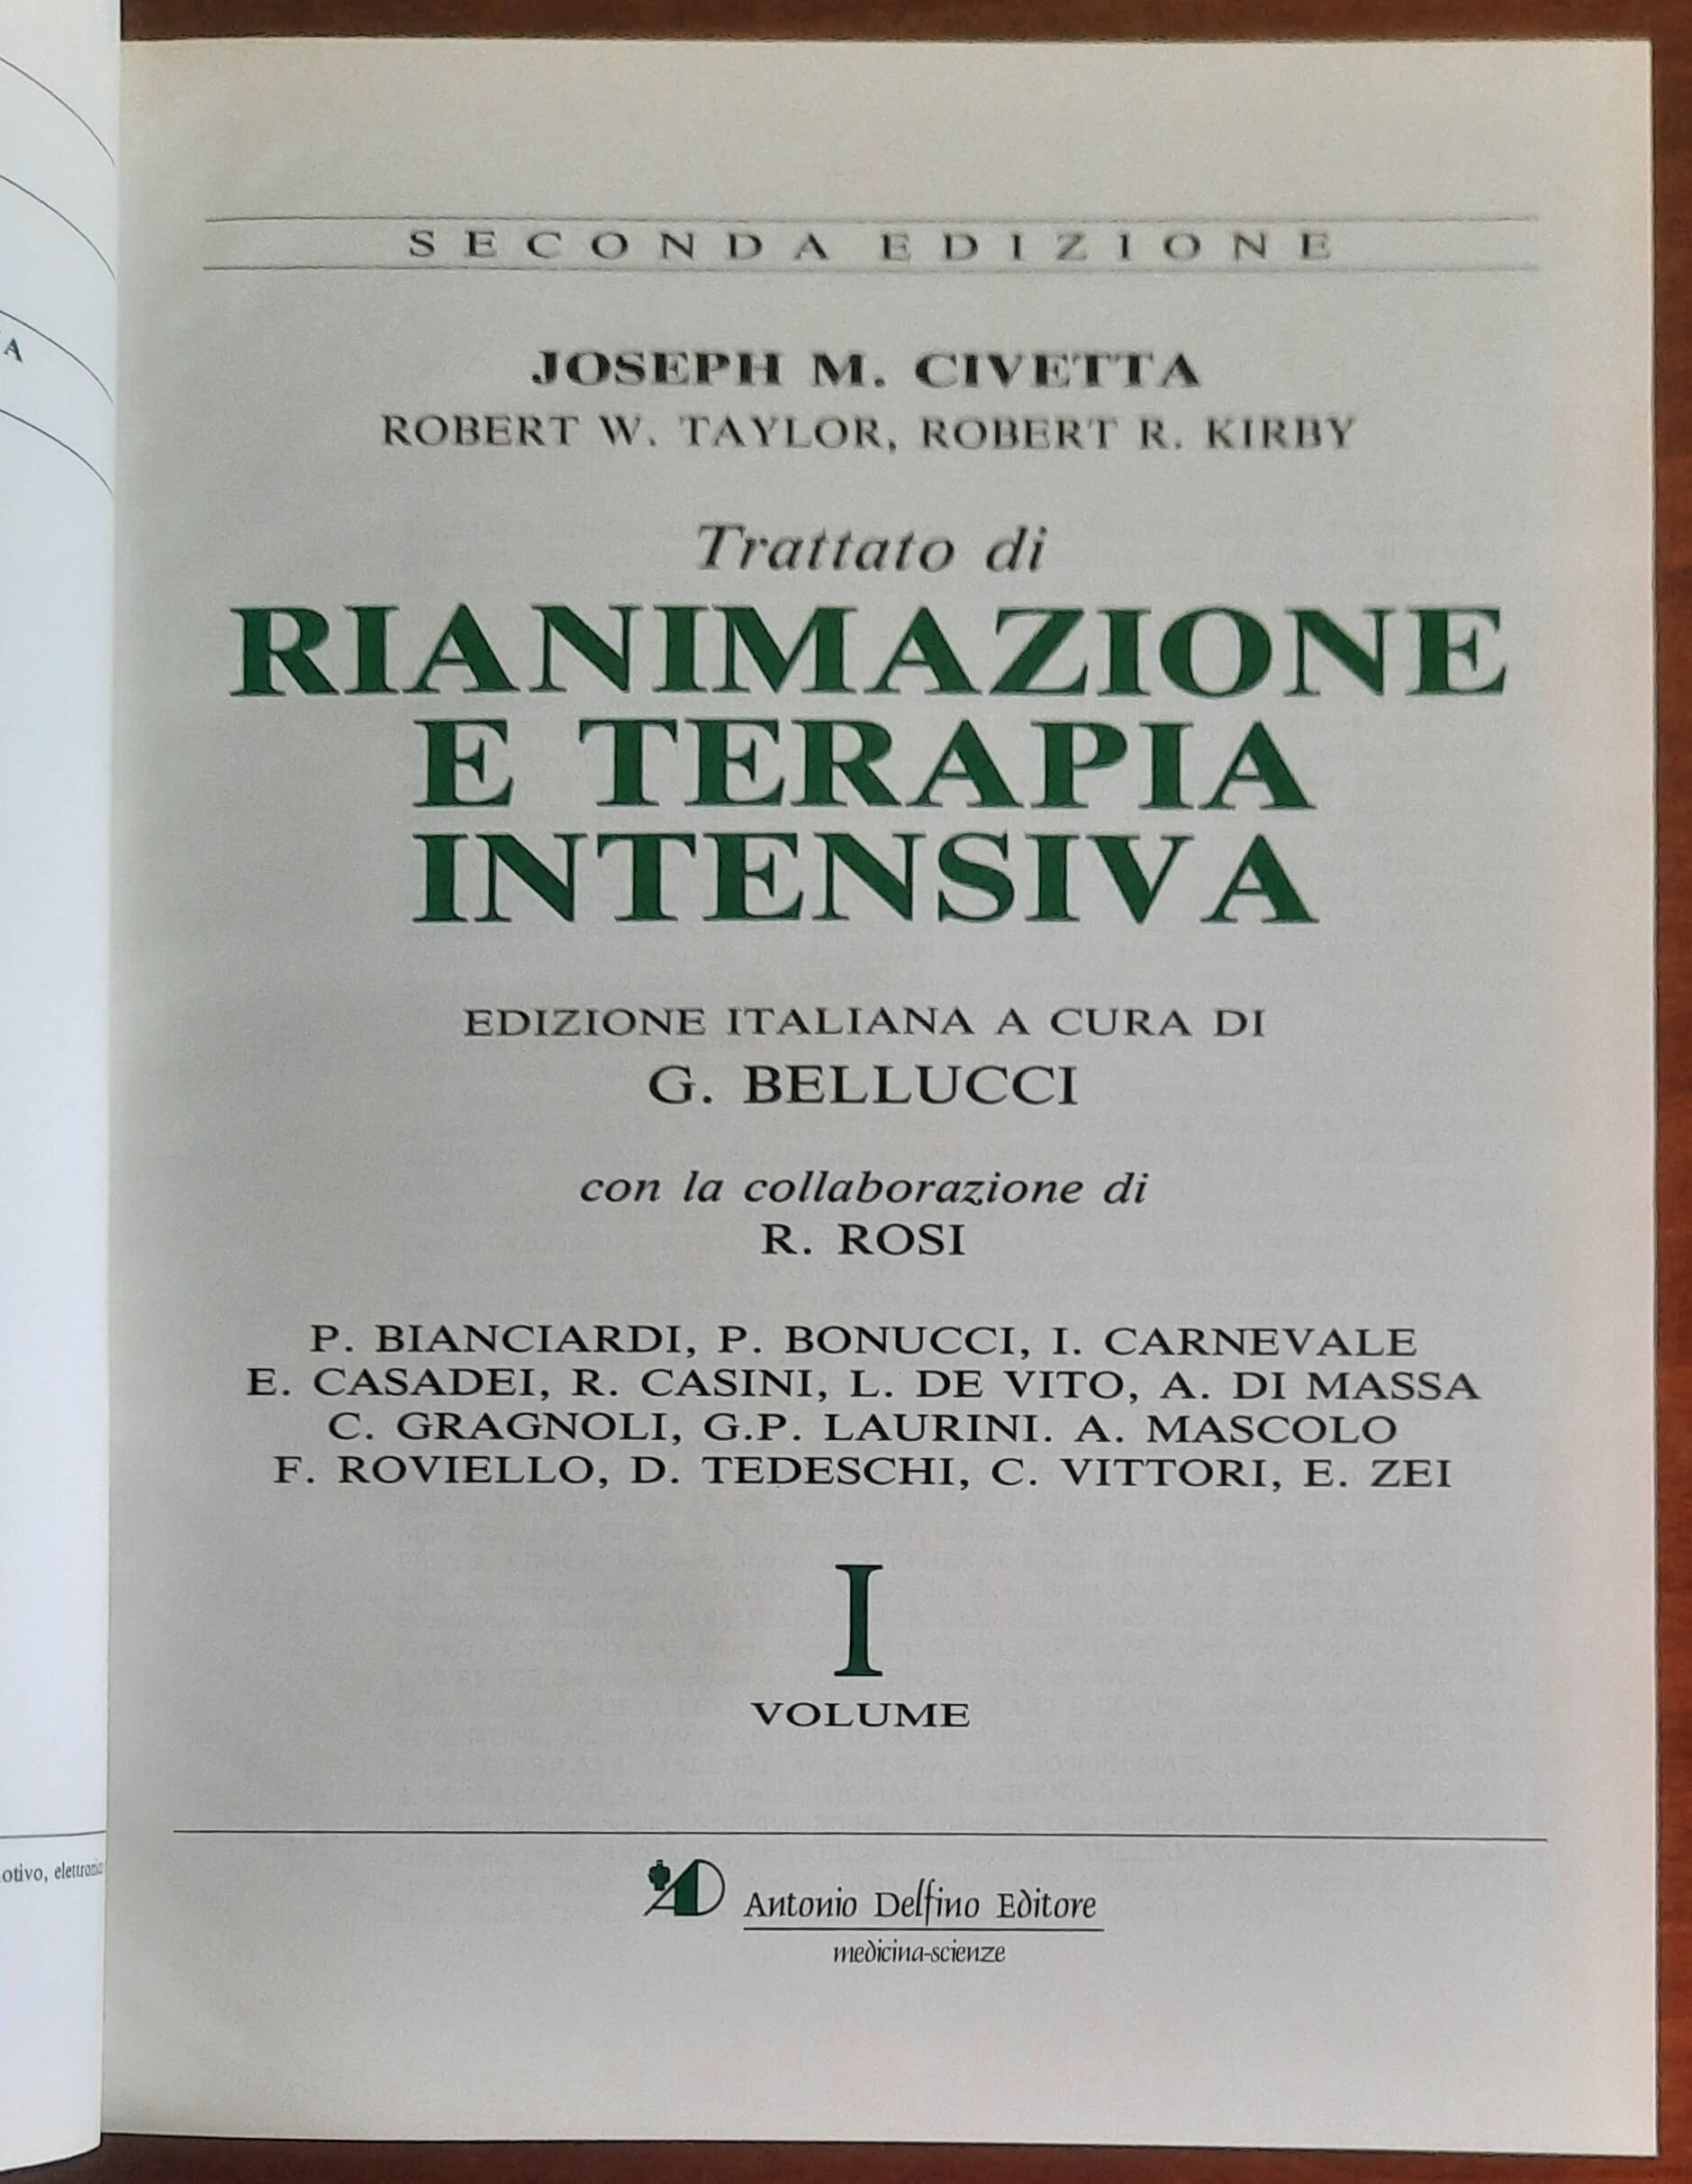 SECONDA EDIZIONE
JOSEPH M. CIVETTA
ROBERT W. TAYLOR, ROBERT R. KIRBY
Trattato di
RIANIMAZIONE
E TERAPIA
INTENSIVA
EDIZIONE ITALIANA A CURA DI
G. BELLUCCI
con la collaborazione di
R. ROSI
P. BIANCIARDI, P. BONUCCI, I. CARNEVALE
E. CASADEI, R. CASINI, L. DE VITO, A. DI MASSA
C. GRAGNOLI, G.P. LAURINI. A. MASCOLO
F. ROVIELLO, D. TEDESCHI, C. VITTORI, E. ZEI
I
VOLUME
AD Antonio Delfino Editore
medicina-scienze